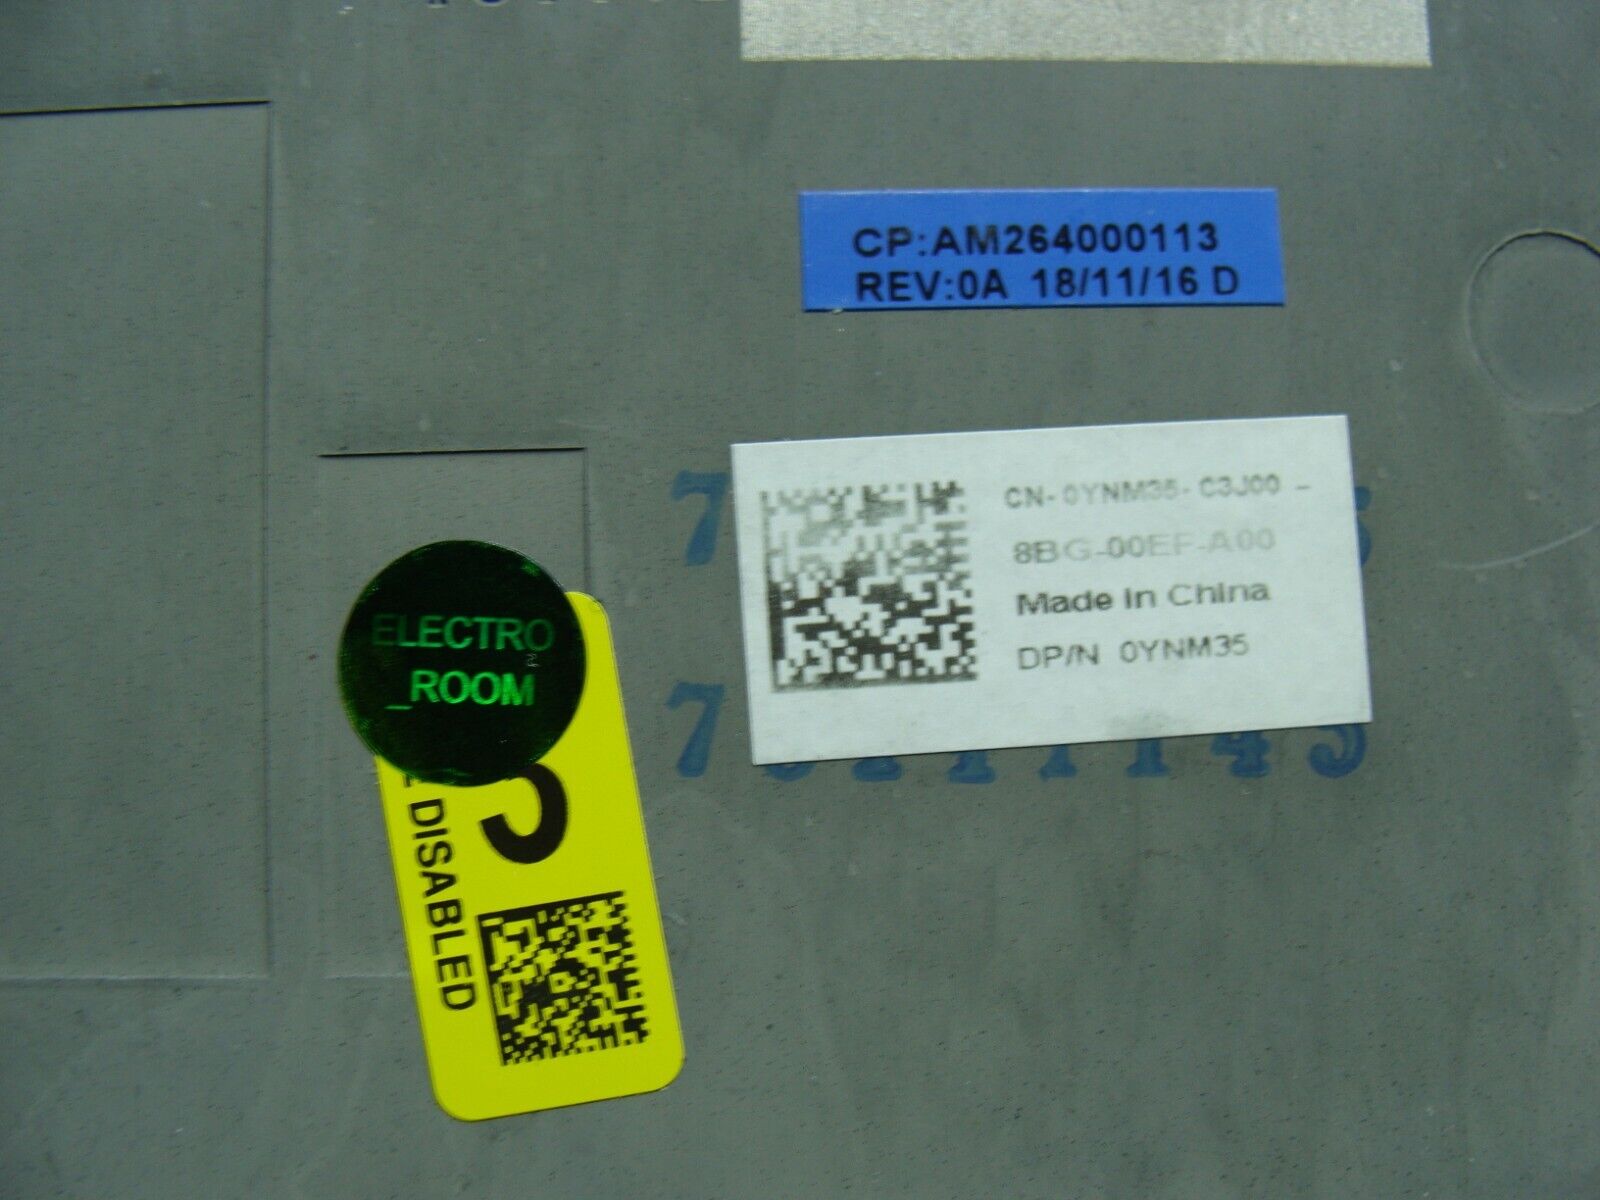 CP:AM264000113
REV:0A 18/11/16 D
CN-0YNM35-C3J00 -
8BG-00EF-A00
Made in China
DP/N 0YNM35
ELECTRO
_ROOM
DISABLED